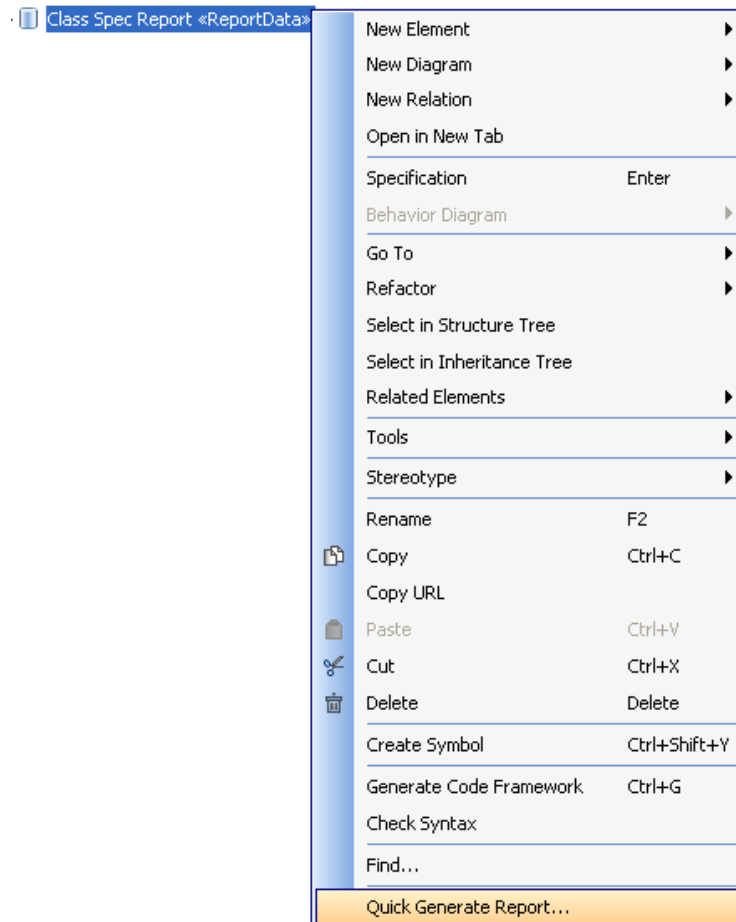 Class Spec Report «ReportData»
New Element
New Diagram
New Relation
Open in New Tab
Specification Enter
Behavior Diagram
Go To
Refactor
Select in Structure Tree
Select in Inheritance Tree
Related Elements
Tools
Stereotype
Rename F2
Copy Ctrl+C
Copy URL
Paste Ctrl+V
Cut Ctrl+X
Delete Delete
Create Symbol Ctrl+Shift+Y
Generate Code Framework Ctrl+G
Check Syntax
Find...
Quick Generate Report...